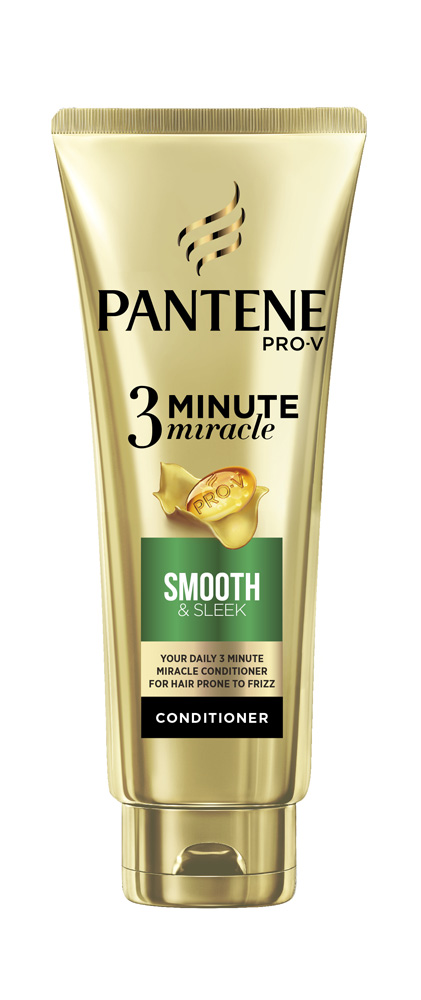 PANTENE
PRO-V
3 MINUTE
miracle
PRO-V
SMOOTH
& SLEEK
YOUR DAILY 3 MINUTE
MIRACLE CONDITIONER
FOR HAIR PRONE TO FRIZZ
CONDITIONER